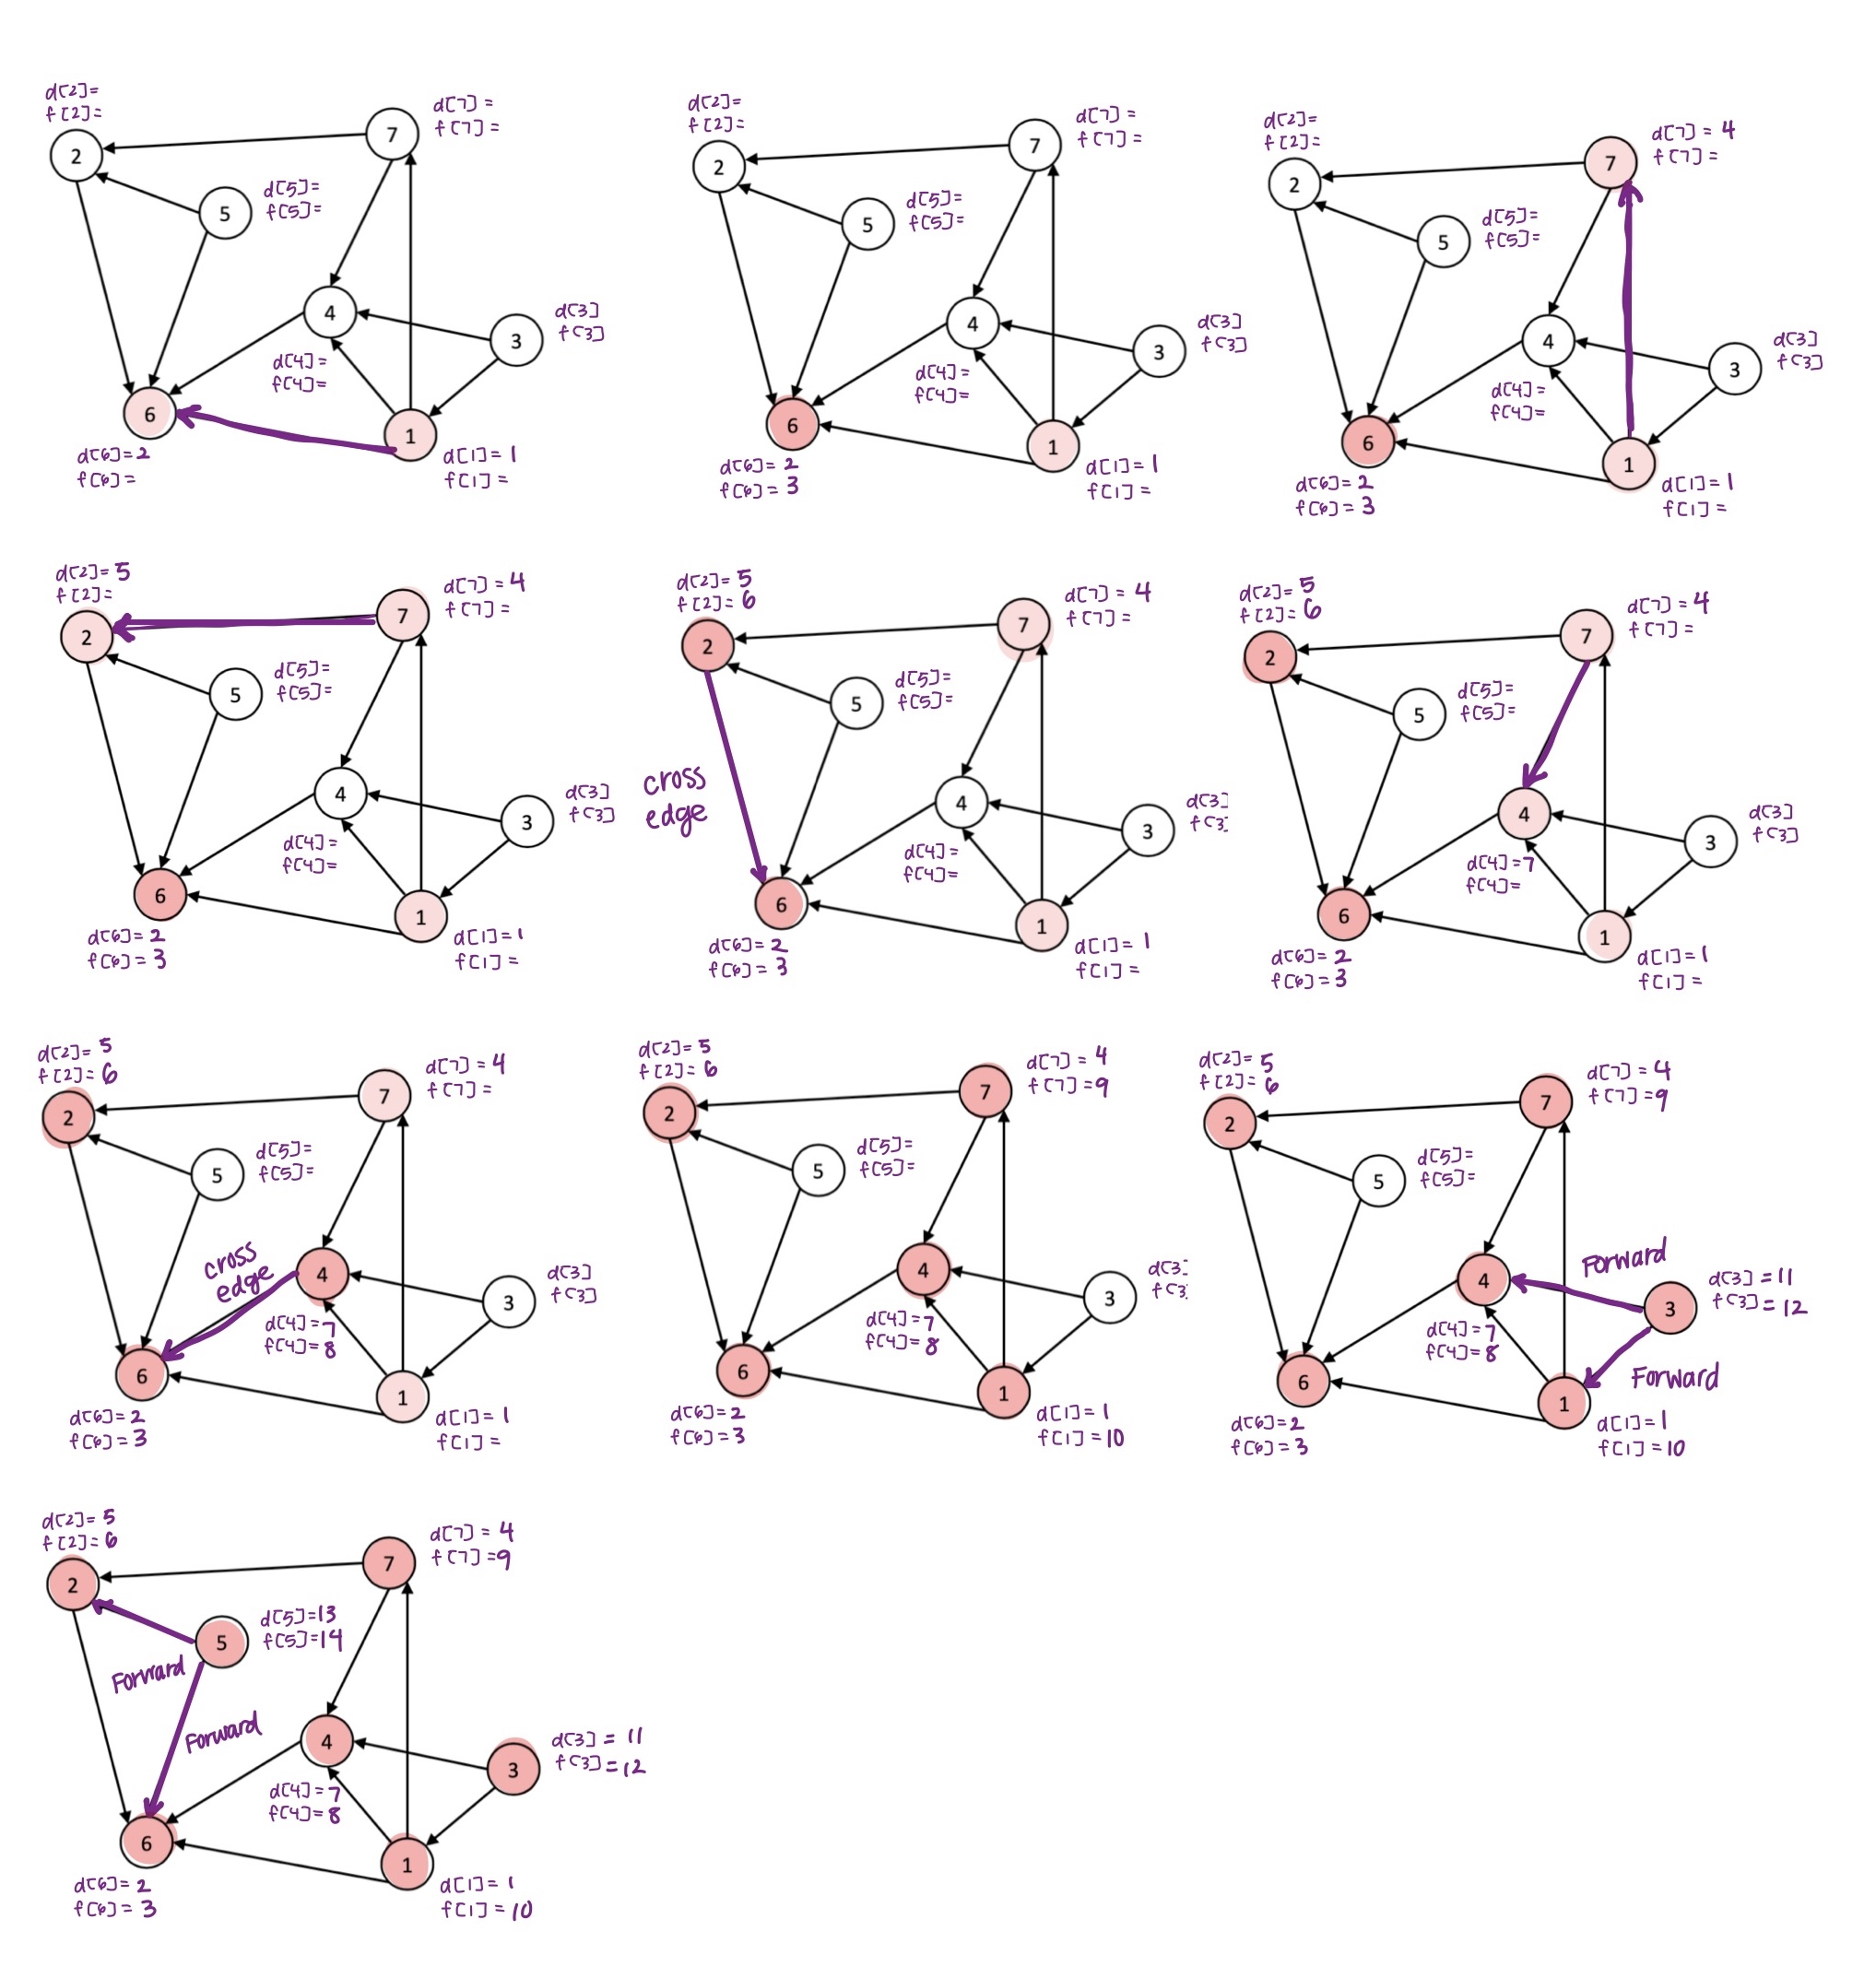 d[2]=
f[2]=
2
7
d[7]=
f[7]=
5
d[5]=
f[5]=
4
d[4]=
f[4]=
3
d[3]
f[3]
6
d[6]=2
f[6]=
1
d[1]=1
f[1]=
d[2]=
f[2]=
2
7
d[7]=
f[7]=
5
d[5]=
f[5]=
4
d[4]=
f[4]=
3
d[3]
f[3]
6
d[6]=2
f[6]=3
1
d[1]=1
f[1]=
d[2]=
f[2]=
2
7
d[7]=4
f[7]=
5
d[5]=
f[5]=
4
d[4]=
f[4]=
3
d[3]
f[3]
6
d[6]=2
f[6]=3
1
d[1]=1
f[1]=
d[2]=5
f[2]=
2
7
d[7]=4
f[7]=
5
d[5]=
f[5]=
4
d[4]=
f[4]=
3
d[3]
f[3]
6
d[6]=2
f[6]=3
1
d[1]=1
f[1]=
d[2]=5
f[2]=6
2
7
d[7]=4
f[7]=
5
d[5]=
f[5]=
cross
edge
4
d[4]=
f[4]=
3
d[3]
f[3]
6
d[6]=2
f[6]=3
1
d[1]=1
f[1]=
d[2]=5
f[2]=6
2
7
d[7]=4
f[7]=
5
d[5]=
f[5]=
4
d[4]=7
f[4]=
3
d[3]
f[3]
6
d[6]=2
f[6]=3
1
d[1]=1
f[1]=
d[2]=5
f[2]=6
2
7
d[7]=4
f[7]=
5
d[5]=
f[5]=
cross
edge
4
d[4]=7
f[4]=8
3
d[3]
f[3]
6
d[6]=2
f[6]=3
1
d[1]=1
f[1]=
d[2]=5
f[2]=6
2
7
d[7]=4
f[7]=9
5
d[5]=
f[5]=
4
d[4]=7
f[4]=8
3
d[3]
f[3]
6
d[6]=2
f[6]=3
1
d[1]=1
f[1]=10
d[2]=5
f[2]=6
2
7
d[7]=4
f[7]=9
5
d[5]=
f[5]=
Forward
4
d[4]=7
f[4]=8
3
d[3]=11
f[3]=12
Forward
6
d[6]=2
f[6]=3
1
d[1]=1
f[1]=10
d[2]=5
f[2]=6
2
7
d[7]=4
f[7]=9
5
d[5]=13
f[5]=14
Forward
Forward
4
d[4]=7
f[4]=8
3
d[3]=11
f[3]=12
6
d[6]=2
f[6]=3
1
d[1]=1
f[1]=10